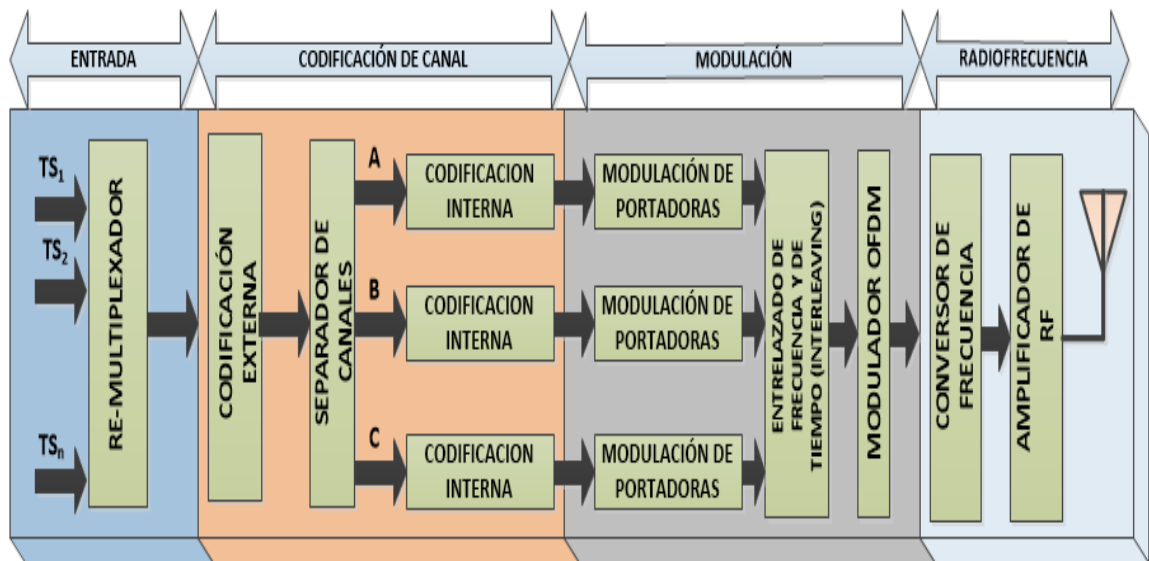 ENTRADA
CODIFICACIÓN DE CANAL
MODULACIÓN
RADIOFRECUENCIA
TS₁
TS₂
TSₙ
RE-MULTIPLEXADOR
CODIFICACIÓN
EXTERNA
SEPARADOR DE
CANALES
A
CODIFICACION
INTERNA
MODULACIÓN DE
PORTADORAS
B
CODIFICACION
INTERNA
MODULACIÓN DE
PORTADORAS
C
CODIFICACION
INTERNA
MODULACIÓN DE
PORTADORAS
ENTRELAZADO DE
FRECUENCIA Y DE
TIEMPO (INTERLEAVING)
MODULADOR OFDM
CONVERSOR DE
FRECUENCIA
AMPLIFICADOR DE
RF